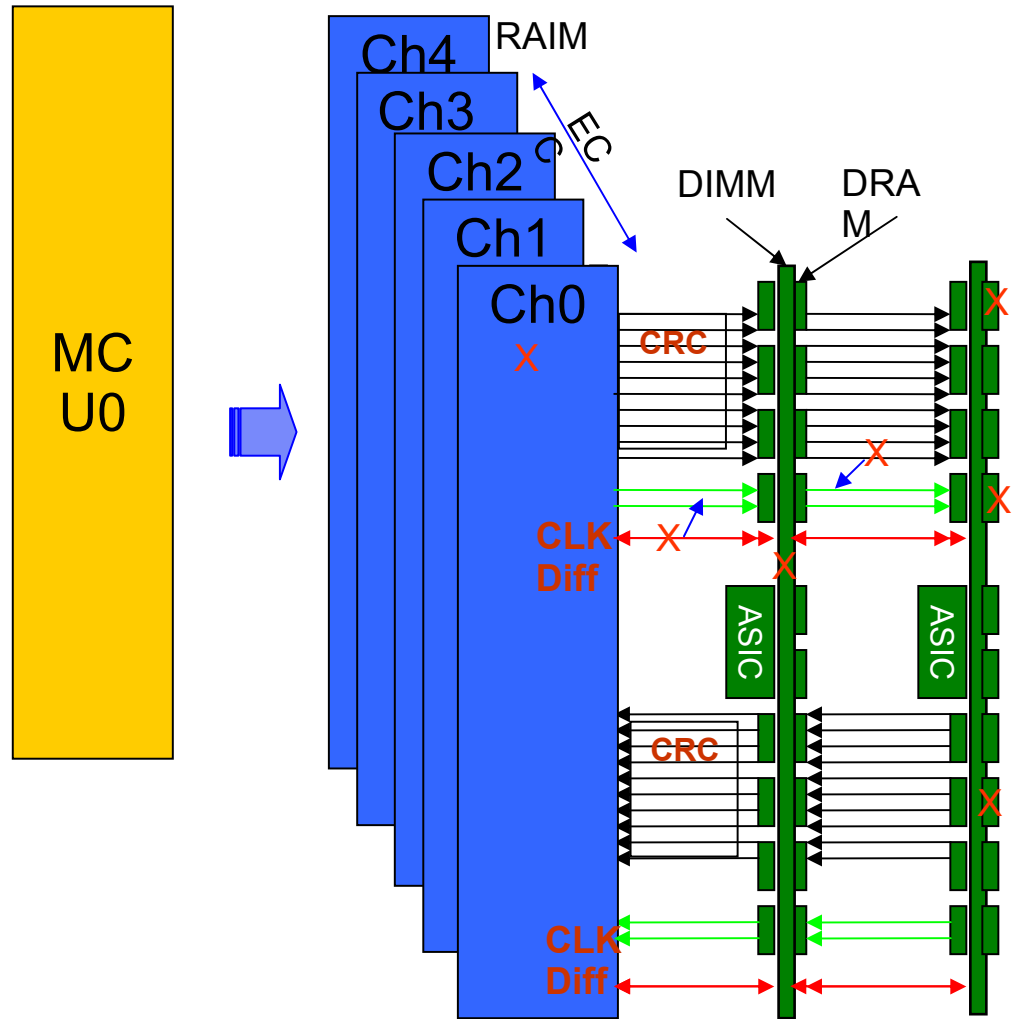 Ch4
RAIM
Ch3
EC
C
Ch2
DIMM
DRA
M
Ch1
Ch0
X
CRC
X
MC
U0
X
X
CLK
Diff
X
X
ASIC
ASIC
CRC
X
CLK
Diff